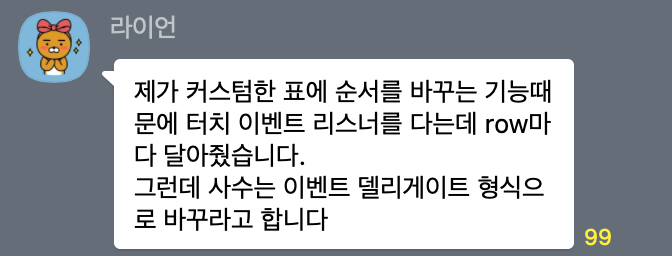 라이언
제가 커스텀한 표에 순서를 바꾸는 기능때
문에 터치 이벤트 리스너를 다는데 row마
다 달아줬습니다.
그런데 사수는 이벤트 델리게이트 형식으
로 바꾸라고 합니다
99